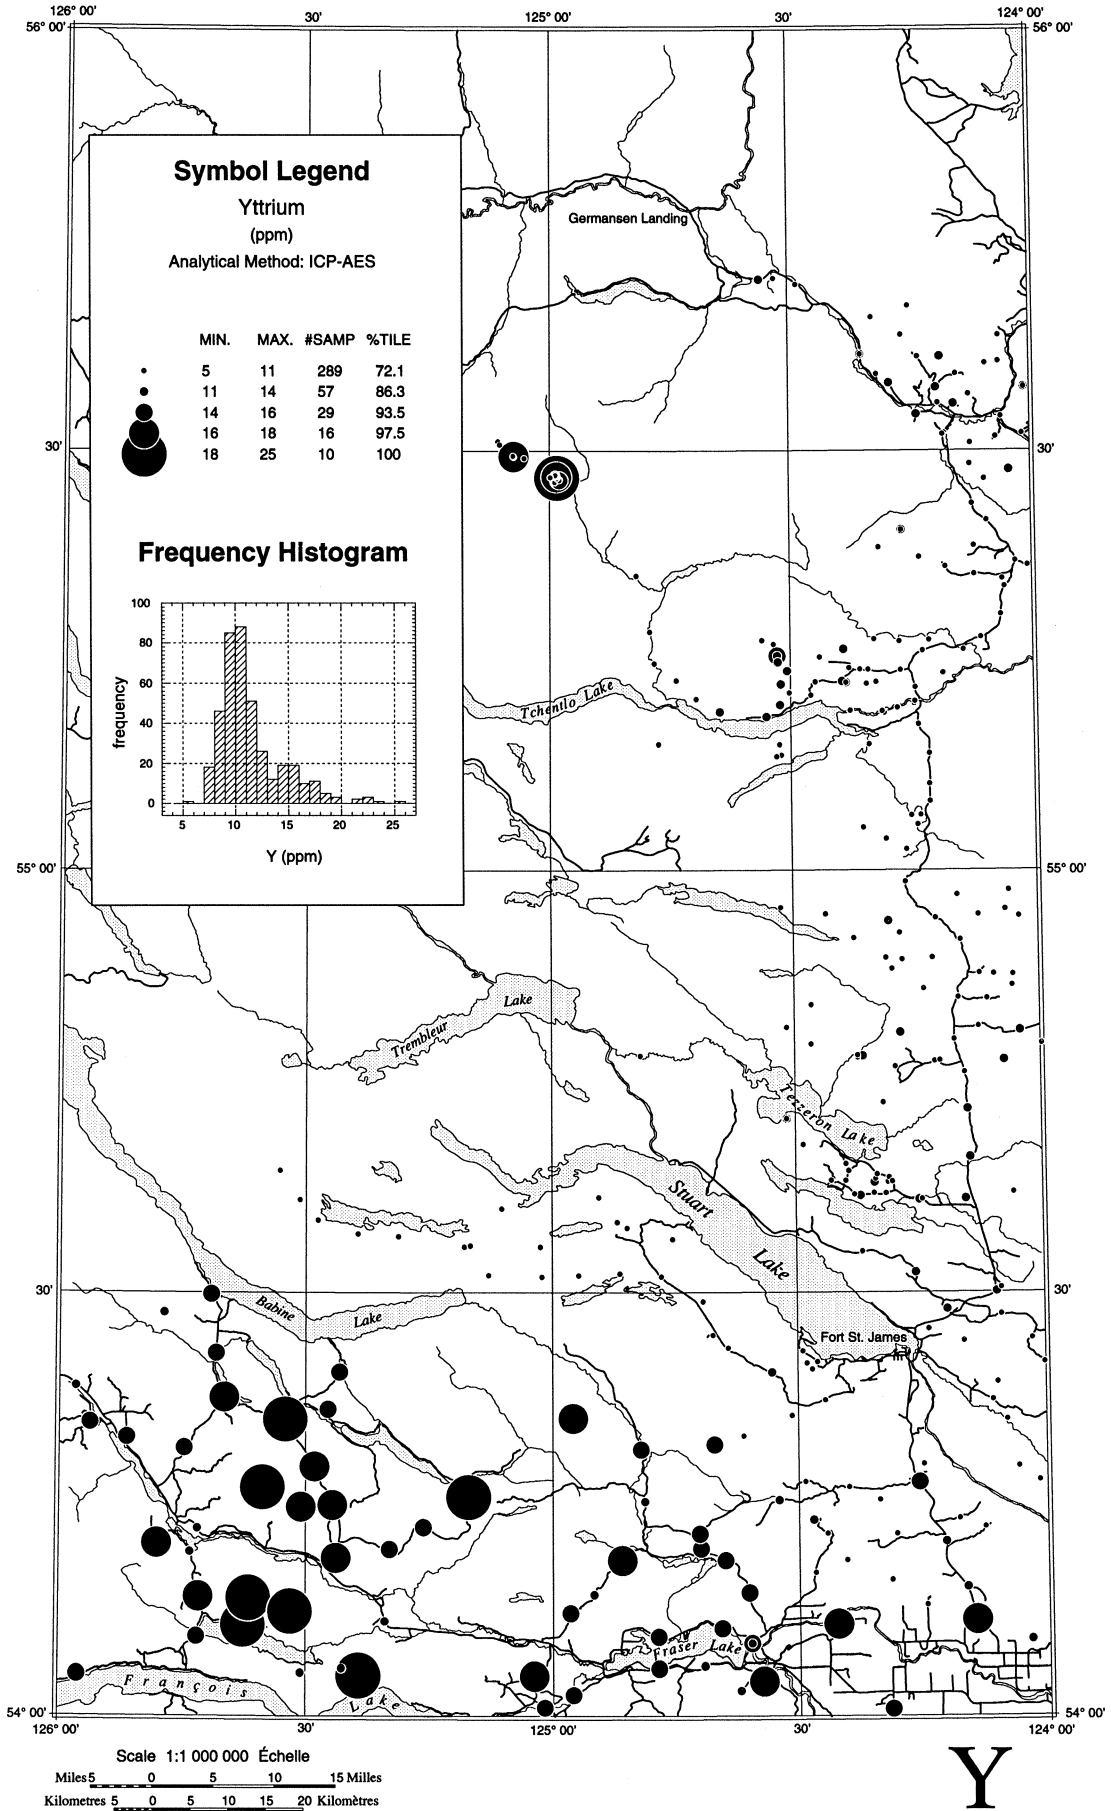 126° 00' 30' 125° 00' 30' 124° 00'
56° 00' 56° 00'
Symbol Legend
Yttrium
(ppm)
Analytical Method: ICP-AES
MIN. MAX. #SAMP %TILE
5 11 289 72.1
11 14 57 86.3
14 16 29 93.5
16 18 16 97.5
18 25 10 100
Germansen Landing
30' 30'
Frequency Histogram
100
80
60
40
20
0
frequency
5 10 15 20 25
Y (ppm)
Tchentlo Lake
55° 00' 55° 00'
Trembleur Lake
Tezzeron Lake
Stuart Lake
30' 30'
Babine Lake
Fort St. James
Fraser Lake
François Lake
54° 00' 54° 00'
126° 00' 30' 125° 00' 30' 124° 00'
Scale 1:1 000 000 Échelle
Miles 5 0 5 10 15 Milles
Kilometres 5 0 5 10 15 20 Kilomètres
Y